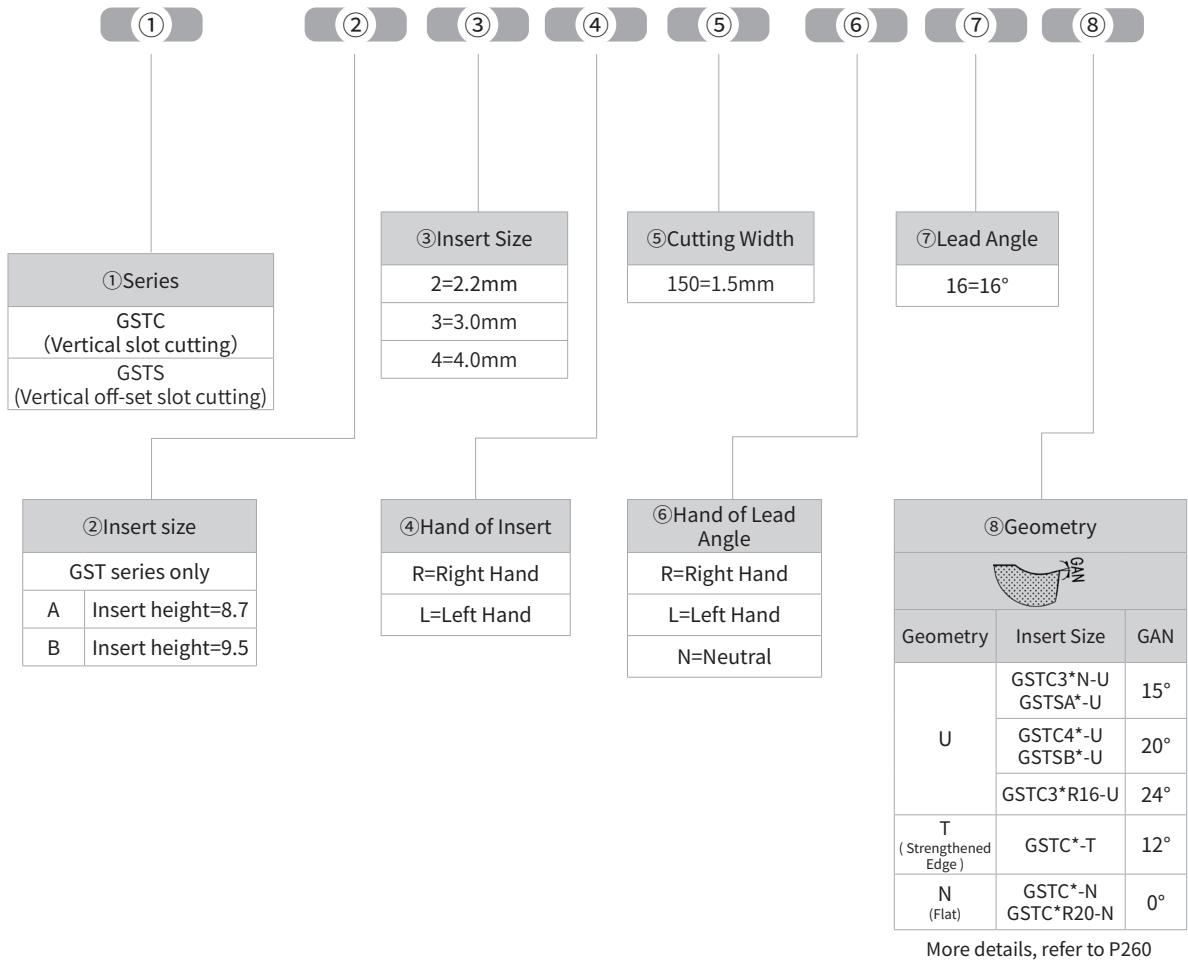 ① ② ③ ④ ⑤ ⑥ ⑦ ⑧
③Insert Size
2=2.2mm
3=3.0mm
4=4.0mm
⑤Cutting Width
150=1.5mm
⑦Lead Angle
16=16°
①Series
GSTC
(Vertical slot cutting)
GSTS
(Vertical off-set slot cutting)
②Insert size
GST series only
A Insert height=8.7
B Insert height=9.5
④Hand of Insert
R=Right Hand
L=Left Hand
⑥Hand of Lead
Angle
R=Right Hand
L=Left Hand
N=Neutral
⑧Geometry
GAN
Geometry Insert Size GAN
U
GSTC3*N-U
GSTSA*-U
15°
GSTC4*-U
GSTSB*-U
20°
GSTC3*R16-U 24°
T
( Strengthened
Edge )
GSTC*-T
12°
N
(Flat)
GSTC*-N
GSTC*R20-N
0°
More details, refer to P260